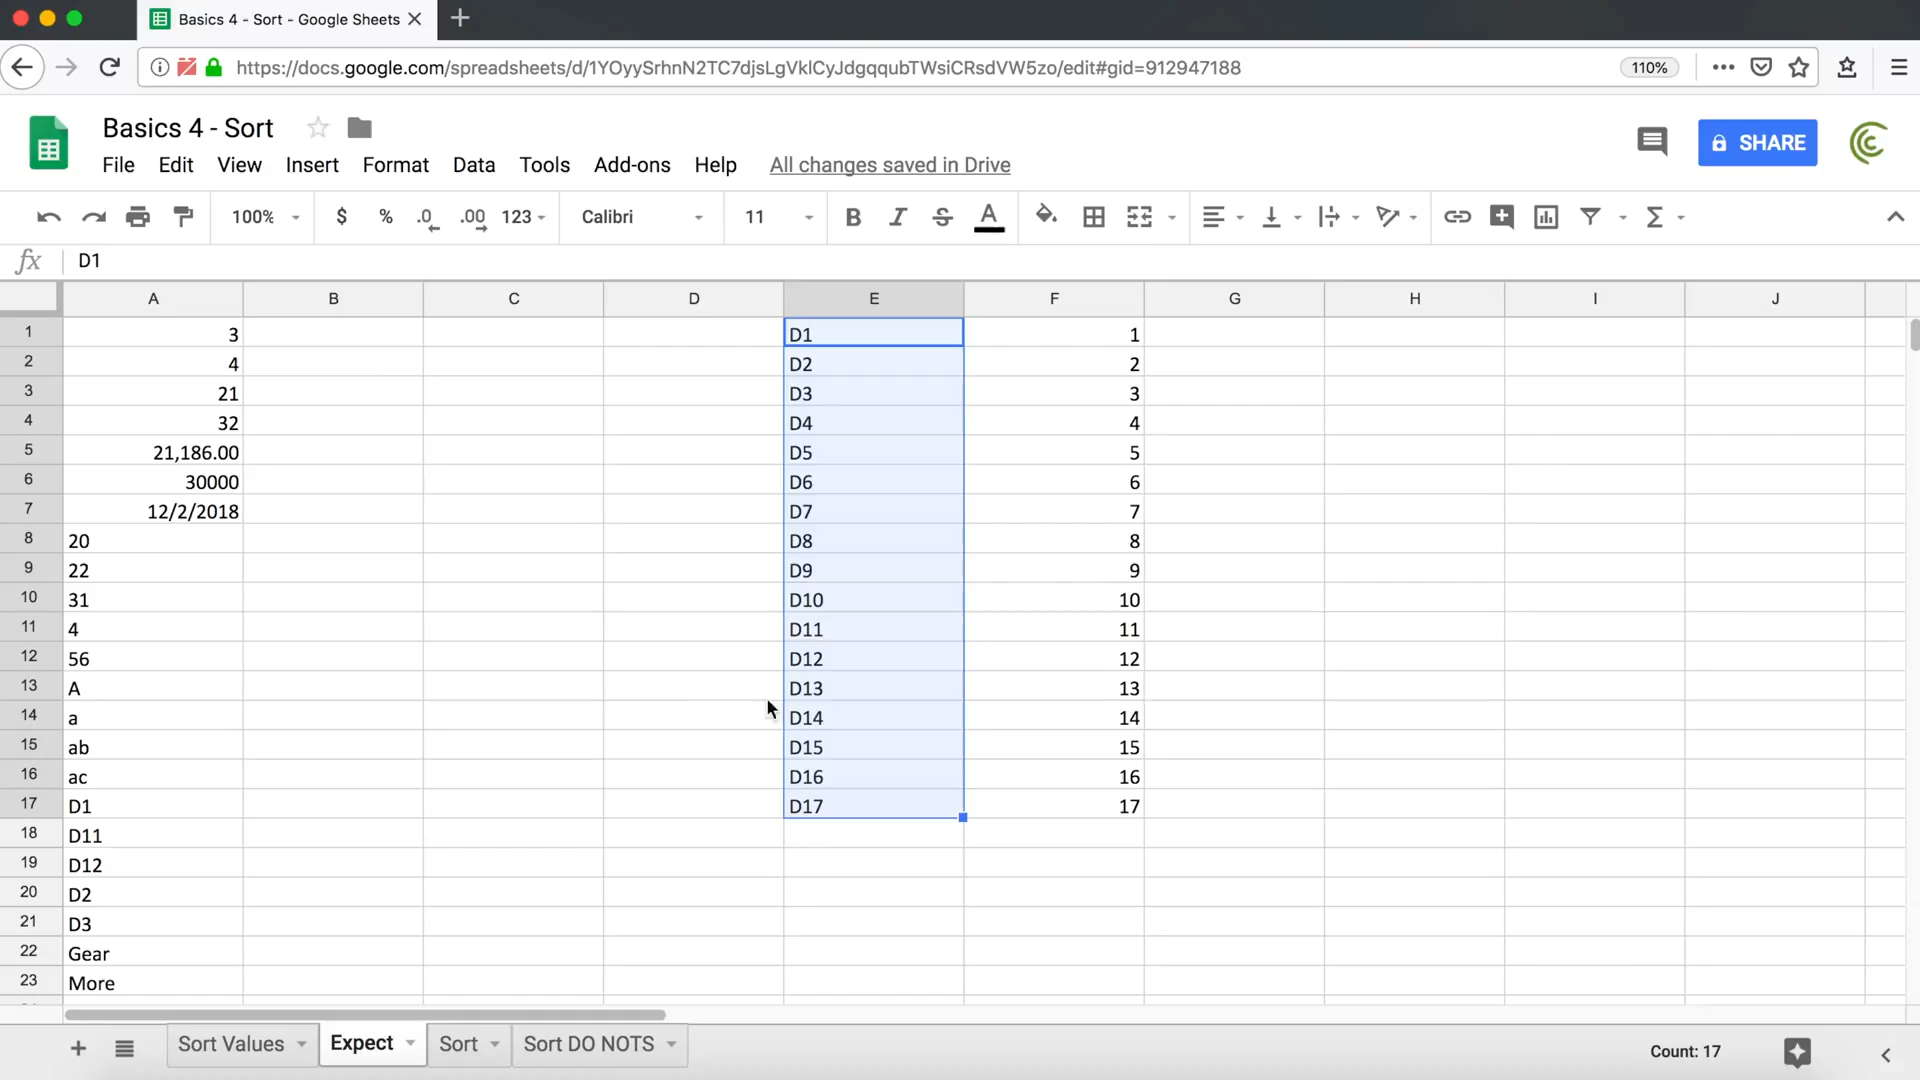 Basics 4 - Sort - Google Sheets
https://docs.google.com/spreadsheets/d/1YOyySrhnN2TC7djsLgVklCyJdgqqubTWsiCRsdVW5zo/edit#gid=912947188 110%
Basics 4 - Sort
File Edit View Insert Format Data Tools Add-ons Help All changes saved in Drive
SHARE
100% $ % .0 .00 123 Calibri 11 B I S A Σ
fx D1
A B C D E F G H I J
1 3 D1 1
2 4 D2 2
3 21 D3 3
4 32 D4 4
5 21,186.00 D5 5
6 30000 D6 6
7 12/2/2018 D7 7
8 20 D8 8
9 22 D9 9
10 31 D10 10
11 4 D11 11
12 56 D12 12
13 A D13 13
14 a D14 14
15 ab D15 15
16 ac D16 16
17 D1 D17 17
18 D11
19 D12
20 D2
21 D3
22 Gear
23 More
Sort Values Expect Sort Sort DO NOTS Count: 17